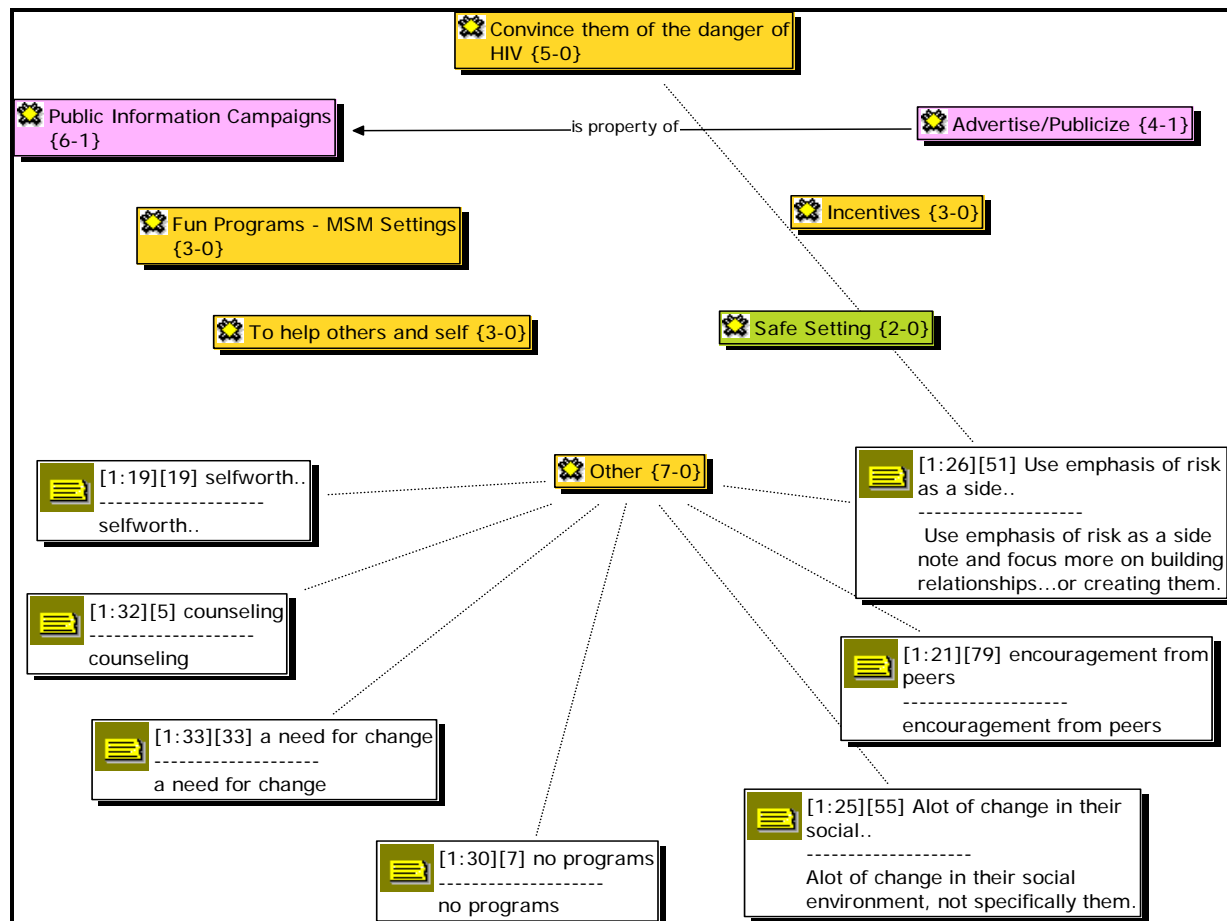 Convince them of the danger of
HIV {5-0}
Public Information Campaigns
{6-1}
is property of
Advertise/Publicize {4-1}
Fun Programs - MSM Settings
{3-0}
Incentives {3-0}
To help others and self {3-0}
Safe Setting {2-0}
[1:19][19] selfworth..
--------------------
selfworth..
Other {7-0}
[1:26][51] Use emphasis of risk
as a side..
--------------------
Use emphasis of risk as a side
note and focus more on building
relationships...or creating them.
[1:32][5] counseling
--------------------
counseling
[1:21][79] encouragement from
peers
--------------------
encouragement from peers
[1:33][33] a need for change
--------------------
a need for change
[1:25][55] Alot of change in their
social..
--------------------
Alot of change in their social
environment, not specifically them.
[1:30][7] no programs
--------------------
no programs